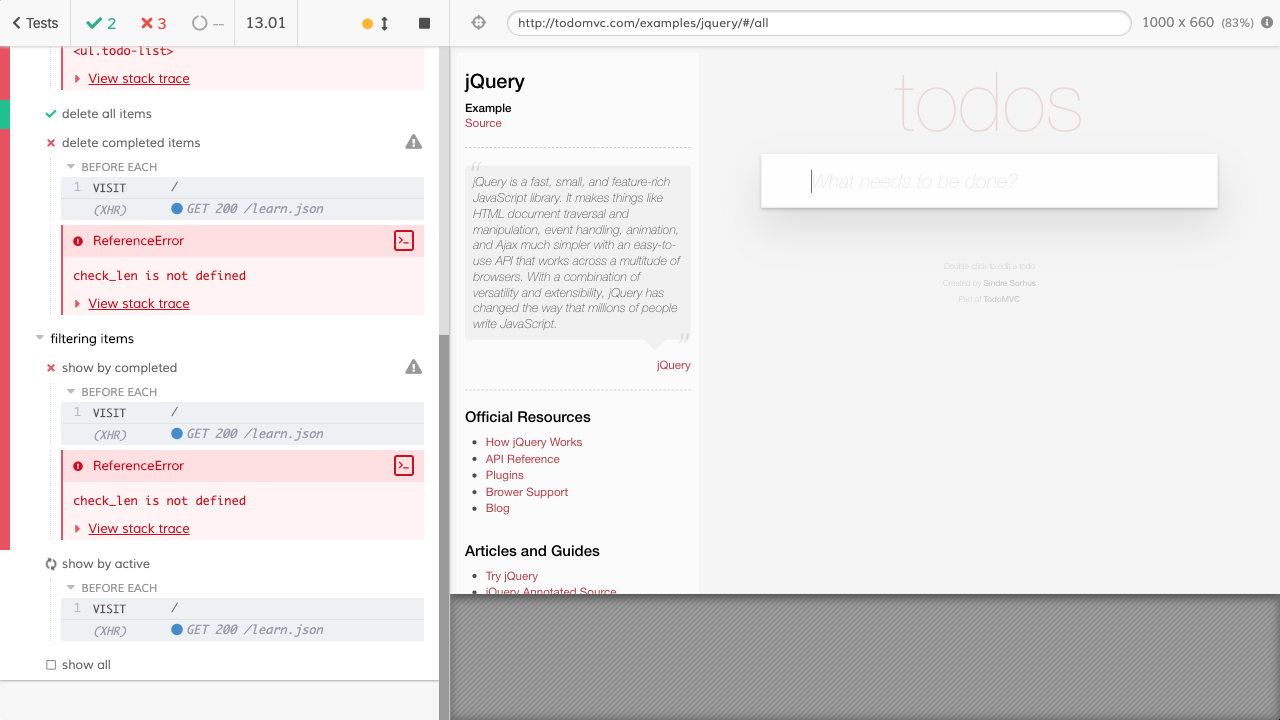 Tests
2
3
--
13.01
http://todomvc.com/examples/jquery/#/all
1000 x 660 (83%)
<ul.todo-list>
View stack trace
delete all items
delete completed items
BEFORE EACH
1 VISIT /
(XHR) GET 200 /learn.json
ReferenceError
check_len is not defined
View stack trace
filtering items
show by completed
BEFORE EACH
1 VISIT /
(XHR) GET 200 /learn.json
ReferenceError
check_len is not defined
View stack trace
show by active
BEFORE EACH
1 VISIT /
(XHR) GET 200 /learn.json
show all
jQuery
Example
Source
“
jQuery is a fast, small, and feature-rich
JavaScript library. It makes things like
HTML document traversal and
manipulation, event handling, animation,
and Ajax much simpler with an easy-to-
use API that works across a multitude of
browsers. With a combination of
versatility and extensibility, jQuery has
changed the way that millions of people
write JavaScript.
”
jQuery
Official Resources
• How jQuery Works
• API Reference
• Plugins
• Brower Support
• Blog
Articles and Guides
• Try jQuery
• jQuery Annotated Source
todos
What needs to be done?
Double-click to edit a todo
Created by Sindre Sorhus
Part of TodoMVC